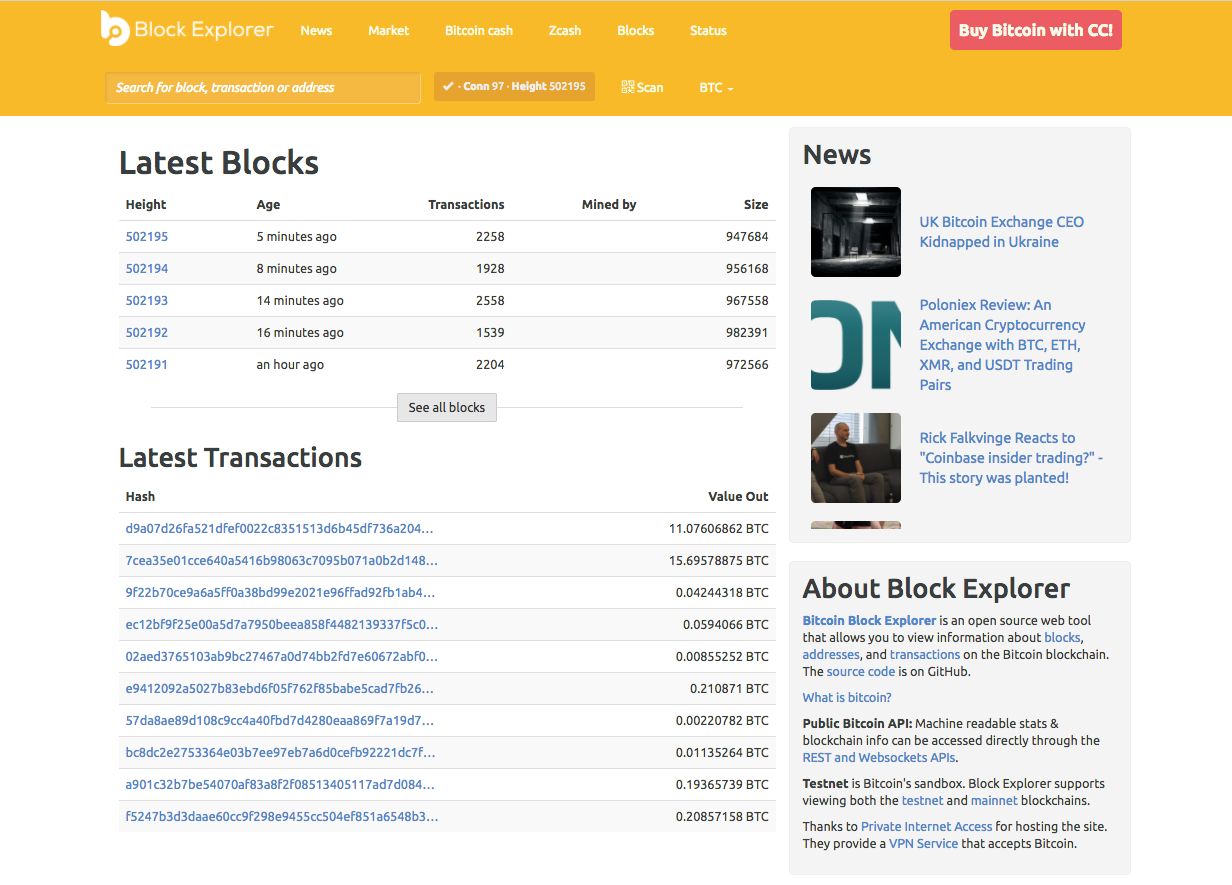 Block Explorer News Market Bitcoin cash Zcash Blocks Status Buy Bitcoin with CC!
Search for block, transaction or address · Conn 97 · Height 502195 Scan BTC
Latest Blocks
Height Age Transactions Mined by Size
502195 5 minutes ago 2258 947684
502194 8 minutes ago 1928 956168
502193 14 minutes ago 2558 967558
502192 16 minutes ago 1539 982391
502191 an hour ago 2204 972566
See all blocks
Latest Transactions
Hash Value Out
d9a07d26fa521dfef0022c8351513d6b45df736a204... 11.07606862 BTC
7cea35e01cce640a5416b98063c7095b071a0b2d148... 15.69578875 BTC
9f22b70ce9a6a5ff0a38bd99e2021e96ffad92fb1ab4... 0.04244318 BTC
ec12bf9f25e00a5d7a7950beea858f4482139337f5c0... 0.0594066 BTC
02aed3765103ab9bc27467a0d74bb2fd7e60672abf0... 0.00855252 BTC
e9412092a5027b83ebd6f05f762f85babe5cad7fb26... 0.210871 BTC
57da8ae89d108c9cc4a40fbd7d4280eaa869f7a19d7... 0.00220782 BTC
bc8dc2e2753364e03b7ee97eb7a6d0cefb92221dc7f... 0.01135264 BTC
a901c32b7be54070af83a8f2f08513405117ad7d084... 0.19365739 BTC
f5247b3d3daae60cc9f298e9455cc504ef851a6548b3... 0.20857158 BTC
News
UK Bitcoin Exchange CEO
Kidnapped in Ukraine
Poloniex Review: An
American Cryptocurrency
Exchange with BTC, ETH,
XMR, and USDT Trading
Pairs
Rick Falkvinge Reacts to
"Coinbase insider trading?" -
This story was planted!
About Block Explorer
Bitcoin Block Explorer is an open source web tool
that allows you to view information about blocks,
addresses, and transactions on the Bitcoin blockchain.
The source code is on GitHub.
What is bitcoin?
Public Bitcoin API: Machine readable stats &
blockchain info can be accessed directly through the
REST and Websockets APIs.
Testnet is Bitcoin's sandbox. Block Explorer supports
viewing both the testnet and mainnet blockchains.
Thanks to Private Internet Access for hosting the site.
They provide a VPN Service that accepts Bitcoin.